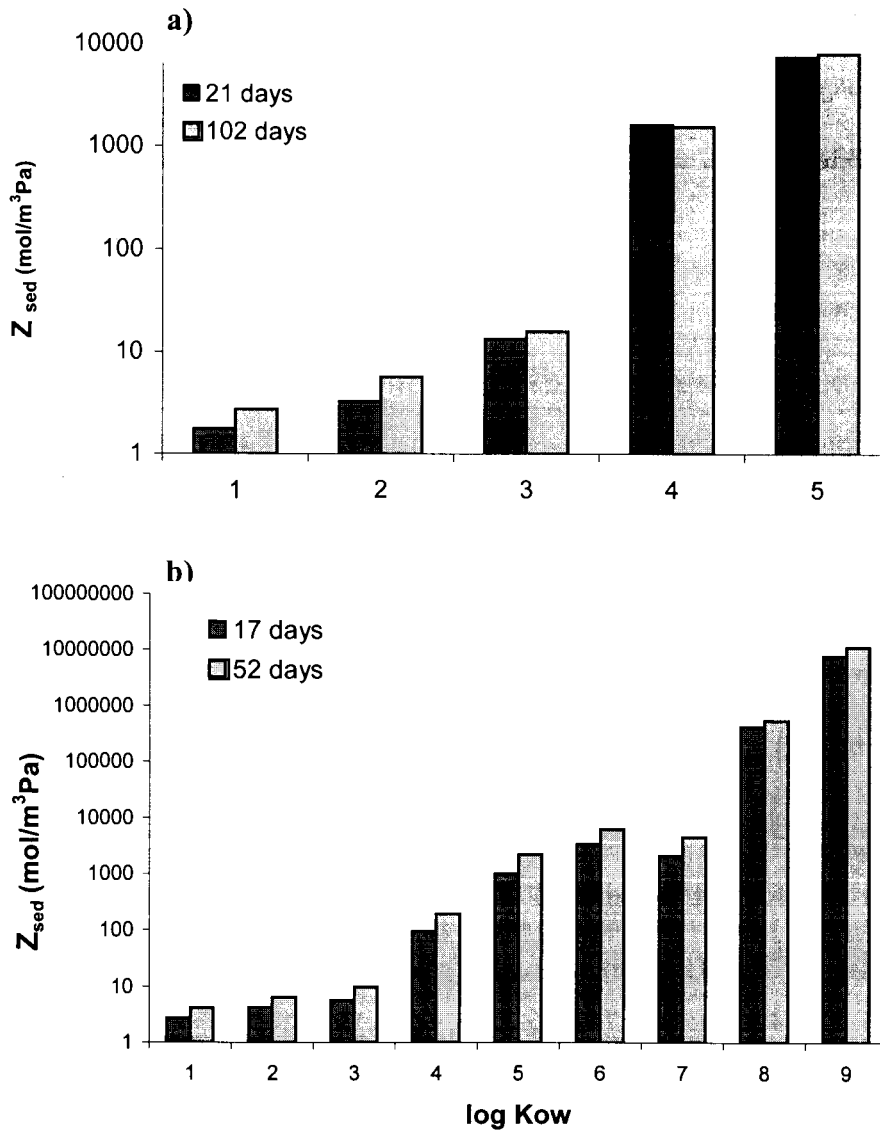 a)
10000
21 days
102 days
1000
100
10
1
Z sed (mol/m³Pa)
1 2 3 4 5
b)
100000000
17 days
52 days
10000000
1000000
100000
10000
1000
100
10
1
Zsed (mol/m³Pa)
1 2 3 4 5 6 7 8 9
log Kow